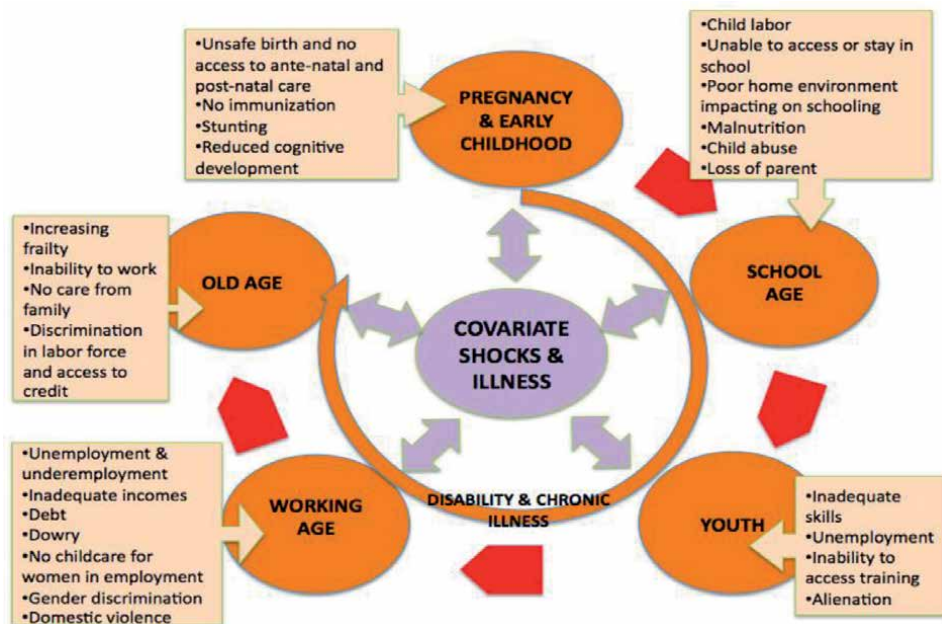 •Unsafe birth and no
access to ante-natal and
post-natal care
•No immunization
•Stunting
•Reduced cognitive
development
PREGNANCY
& EARLY
CHILDHOOD
•Child labor
•Unable to access or stay in
school
•Poor home environment
impacting on schooling
•Malnutrition
•Child abuse
•Loss of parent
•Increasing
frailty
•Inability to work
•No care from
family
•Discrimination
in labor force
and access to
credit
OLD AGE
SCHOOL
AGE
COVARIATE
SHOCKS &
ILLNESS
•Unemployment &
underemployment
•Inadequate incomes
•Debt
•Dowry
•No childcare for
women in employment
•Gender discrimination
•Domestic violence
WORKING
AGE
DISABILITY & CHRONIC
ILLNESS
YOUTH
•Inadequate
skills
•Unemployment
•Inability to
access training
•Alienation